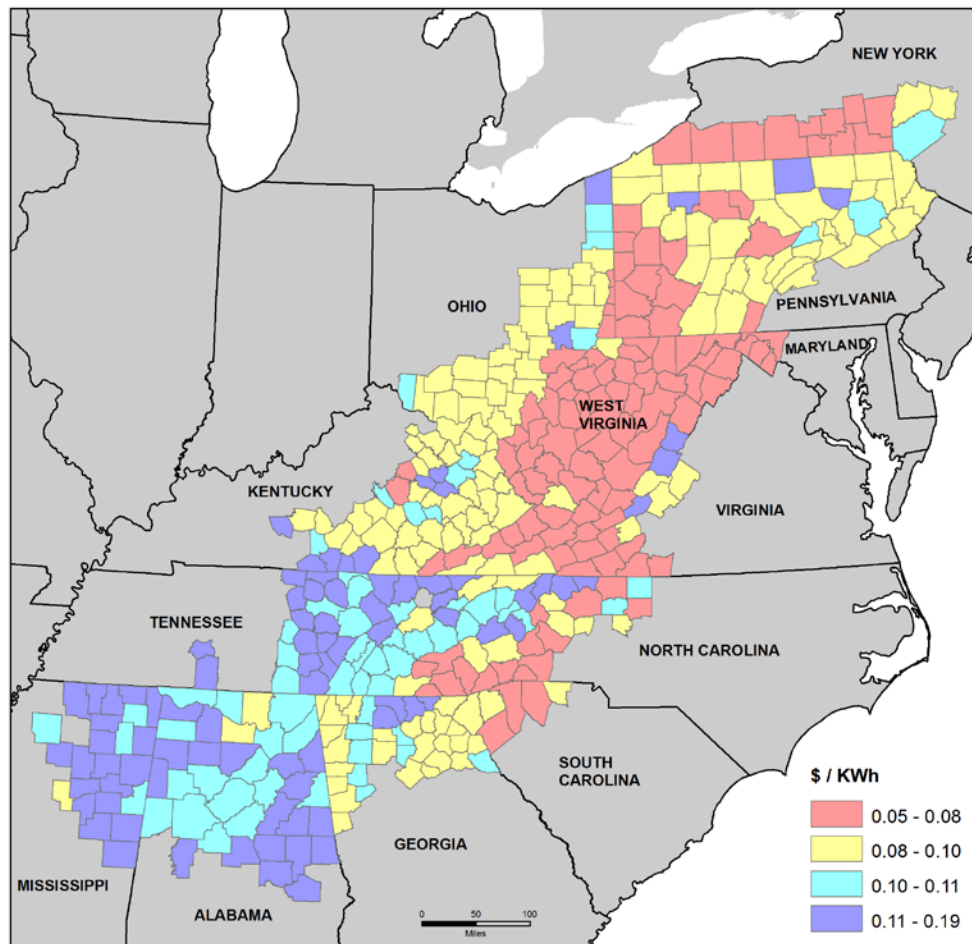 NEW YORK
OHIO
PENNSYLVANIA
MARYLAND
WEST
VIRGINIA
KENTUCKY
VIRGINIA
TENNESSEE
NORTH CAROLINA
SOUTH
CAROLINA
$ / KWh
0.05 - 0.08
0.08 - 0.10
GEORGIA
0.10 - 0.11
MISSISSIPPI
ALABAMA
0 50 100
Miles
0.11 - 0.19